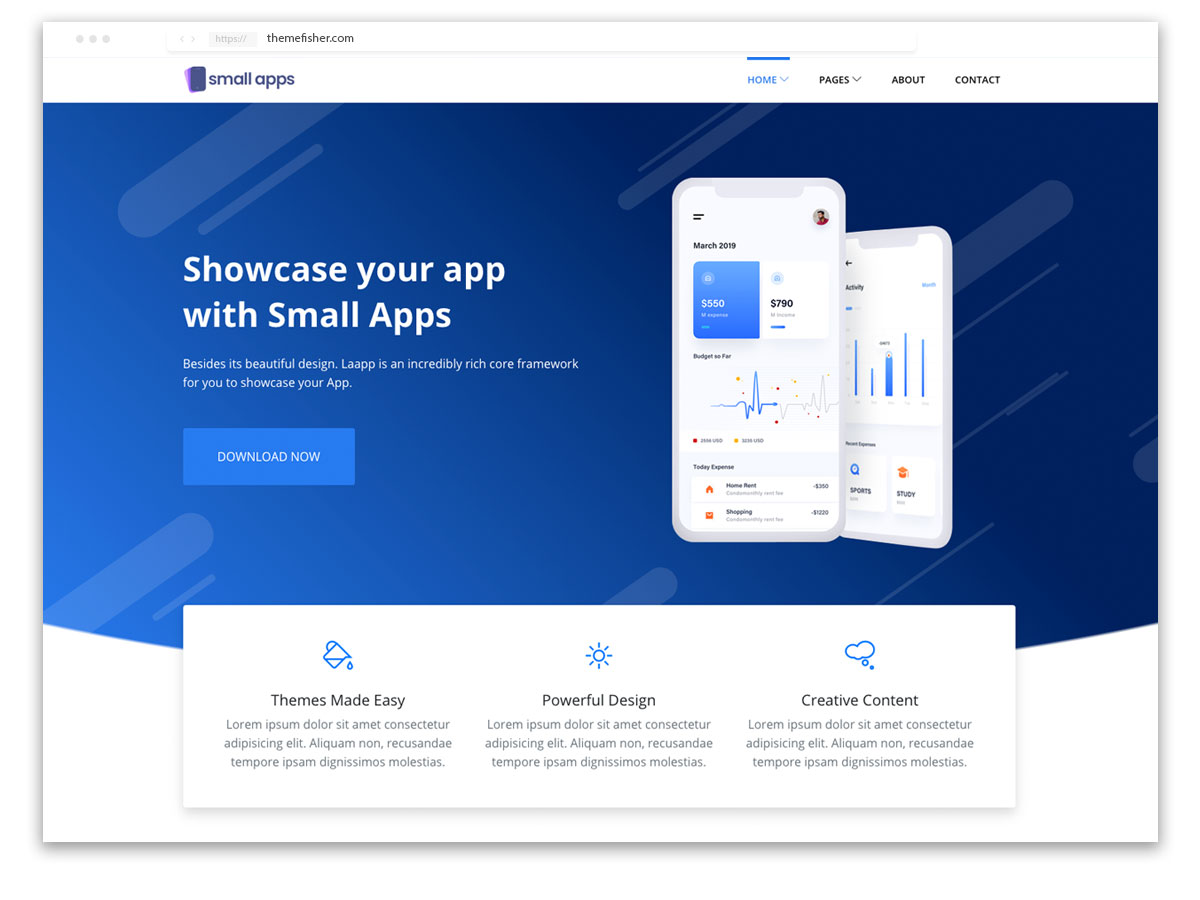 https://
themefisher.com
small apps
HOME
PAGES
ABOUT
CONTACT
Showcase your app
with Small Apps
Besides its beautiful design. Laapp is an incredibly rich core framework
for you to showcase your App.
DOWNLOAD NOW
March 2019
$550
M expense
$790
M Income
Budget so Far
2556 USD
3235 USD
Today Expense
Home Rent
-$350
Condomonthly rent fee
Shopping
-$1220
Condomonthly rent fee
Activity
Month
Recent Expenses
SPORTS
STUDY
Themes Made Easy
Lorem ipsum dolor sit amet consectetur
adipisicing elit. Aliquam non, recusandae
tempore ipsam dignissimos molestias.
Powerful Design
Lorem ipsum dolor sit amet consectetur
adipisicing elit. Aliquam non, recusandae
tempore ipsam dignissimos molestias.
Creative Content
Lorem ipsum dolor sit amet consectetur
adipisicing elit. Aliquam non, recusandae
tempore ipsam dignissimos molestias.